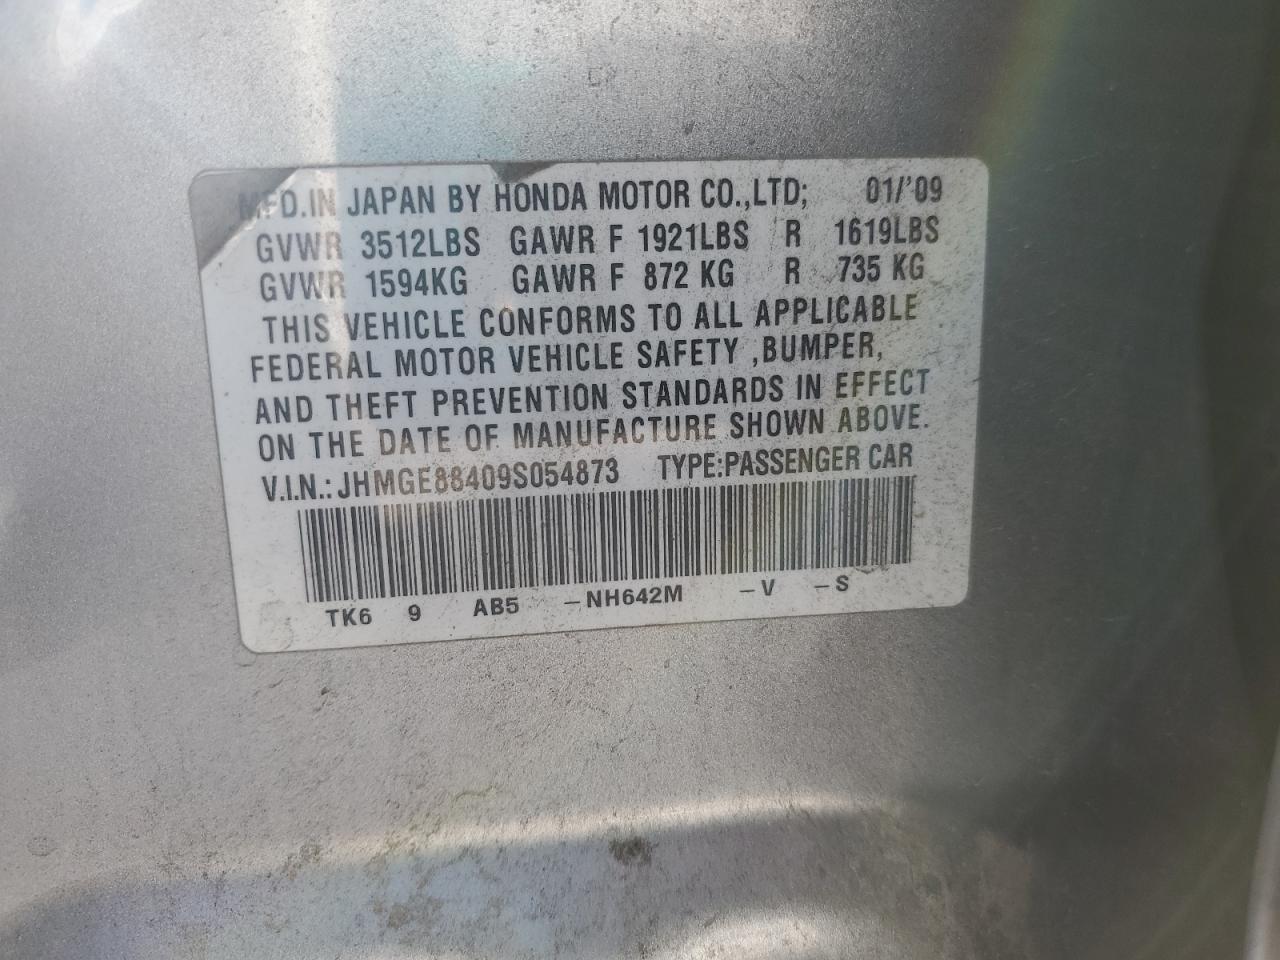 MFD.IN JAPAN BY HONDA MOTOR CO.,LTD; 01/'09
GVWR 3512LBS GAWR F 1921LBS R 1619LBS
GVWR 1594KG GAWR F 872 KG R 735 KG
THIS VEHICLE CONFORMS TO ALL APPLICABLE
FEDERAL MOTOR VEHICLE SAFETY ,BUMPER,
AND THEFT PREVENTION STANDARDS IN EFFECT
ON THE DATE OF MANUFACTURE SHOWN ABOVE.
V.I.N.: JHMGE88409S054873 TYPE:PASSENGER CAR
TK6 9 AB5 –NH642M –V –S